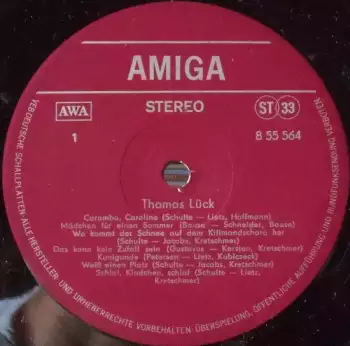 AMIGA
AWA
STEREO
ST 33
1
8 55 564
Thomas Lück
Caramba, Caroline (Schulte – Lietz, Hoffmann)
Mädchen für einen Sommer (Bause – Schneider, Bause)
Wo kommt der Schnee auf dem Kilimandscharo her
(Schulte – Jacobs, Kretschmer)
Das kann kein Zufall sein (Gustavus – Kersten, Kretschmer)
Kunigunde (Petersen – Lietz, Kubiczeck)
Weiß einen Platz (Schulte – Jacobs, Kretschmer)
Schlaf, Kindchen, schlaf (Schulte – Lietz,
Kretschmer)
VEB DEUTSCHE SCHALLPLATTEN · ALLE HERSTELLER- UND URHEBERRECHTE VORBEHALTEN · ÜBERSPIELUNG, ÖFFENTLICHE AUFFÜHRUNG UND RUNDFUNKSENDUNG VERBOTEN